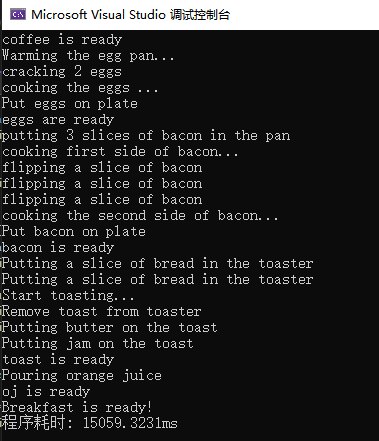 Microsoft Visual Studio 调试控制台
coffee is ready
Warming the egg pan...
cracking 2 eggs
cooking the eggs ...
Put eggs on plate
eggs are ready
putting 3 slices of bacon in the pan
cooking first side of bacon...
flipping a slice of bacon
flipping a slice of bacon
flipping a slice of bacon
cooking the second side of bacon...
Put bacon on plate
bacon is ready
Putting a slice of bread in the toaster
Putting a slice of bread in the toaster
Start toasting...
Remove toast from toaster
Putting butter on the toast
Putting jam on the toast
toast is ready
Pouring orange juice
oj is ready
Breakfast is ready!
程序耗时: 15059.3231ms